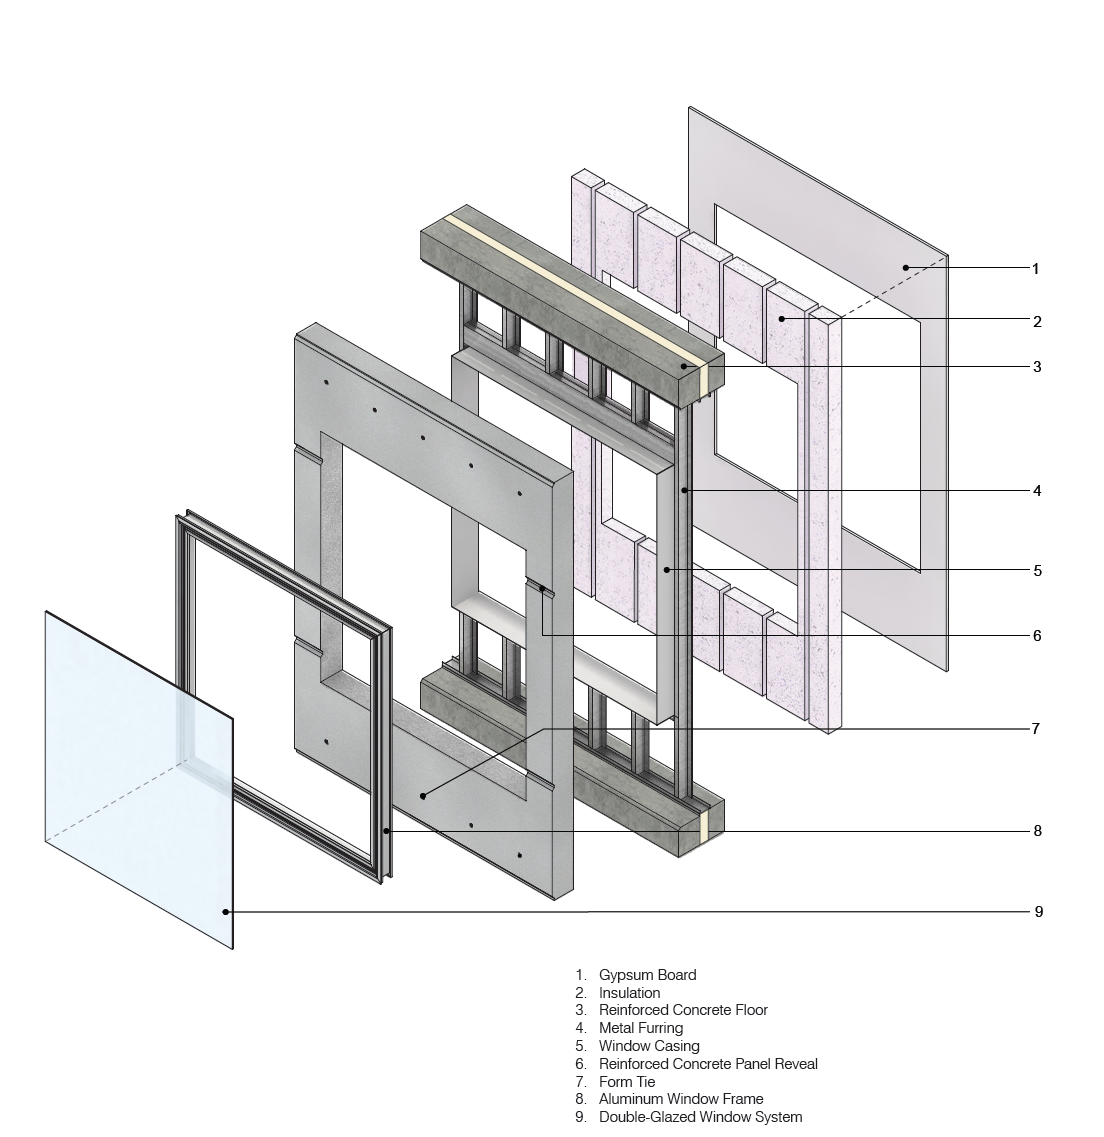 1
2
3
4
5
6
7
8
9
1. Gypsum Board
2. Insulation
3. Reinforced Concrete Floor
4. Metal Furring
5. Window Casing
6. Reinforced Concrete Panel Reveal
7. Form Tie
8. Aluminum Window Frame
9. Double-Glazed Window System